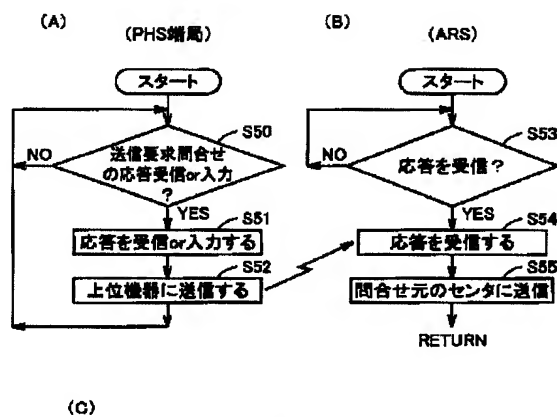 (A)
(PHS端局)
スタート
S50
送信要求問合せ
の応答受信or入力
?
NO
YES
S51
応答を受信or入力する
S52
上位機器に送信する
(B)
(ARS)
スタート
S53
応答を受信?
NO
YES
S54
応答を受信する
S55
問合せ元のセンタに送信
RETURN
(C)